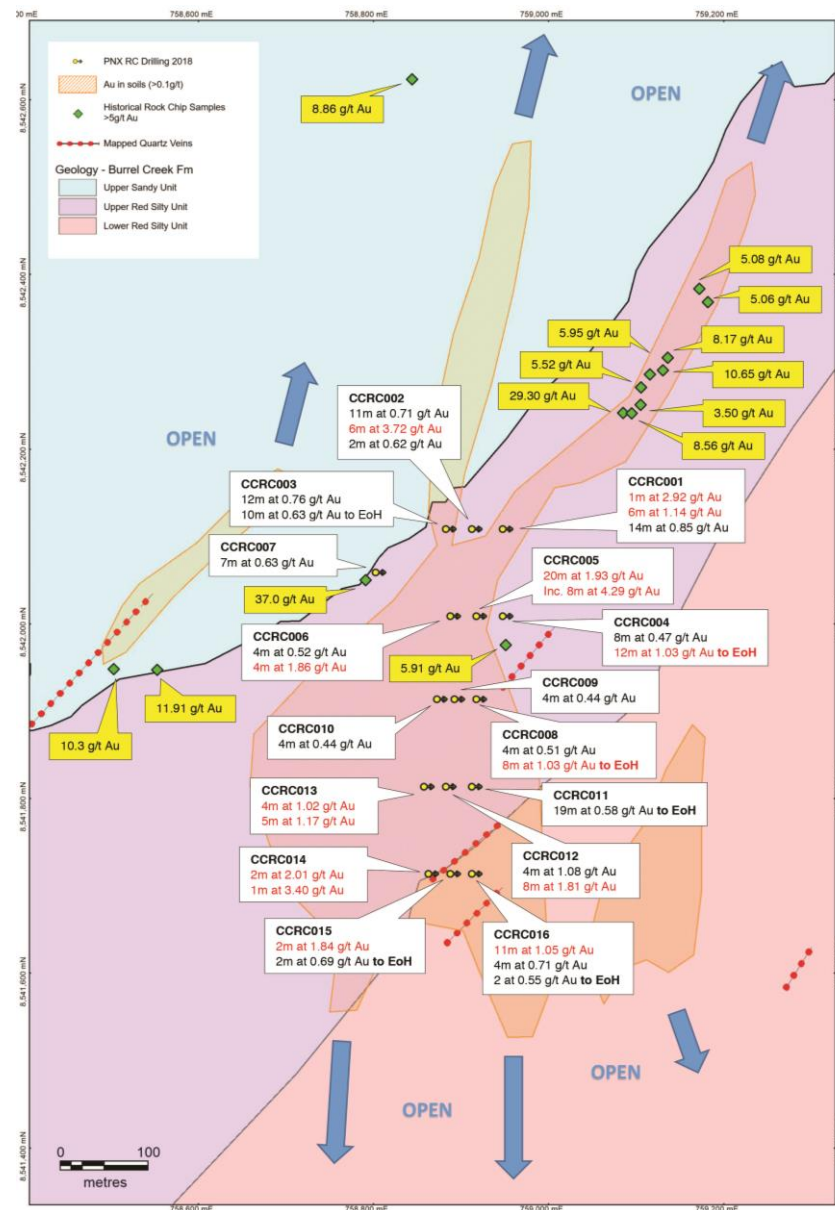 00 mE
758,600 mE
758,800 mE
759,000 mE
759,200 mE
PNX RC Drilling 2018
Au in soils (>0.1g/t)
Historical Rock Chip Samples
>5g/t Au
Mapped Quartz Veins
Geology - Burrel Creek Fm
Upper Sandy Unit
Upper Red Silty Unit
Lower Red Silty Unit
8,542,600 mN
8,542,400 mN
8,542,200 mN
8,542,000 mN
8,541,800 mN
8,541,600 mN
8,541,400 mN
8.86 g/t Au
OPEN
5.08 g/t Au
5.06 g/t Au
5.95 g/t Au
8.17 g/t Au
5.52 g/t Au
10.65 g/t Au
29.30 g/t Au
3.50 g/t Au
8.56 g/t Au
OPEN
CCRC002
11m at 0.71 g/t Au
6m at 3.72 g/t Au
2m at 0.62 g/t Au
CCRC003
12m at 0.76 g/t Au
10m at 0.63 g/t Au to EoH
CCRC001
1m at 2.92 g/t Au
6m at 1.14 g/t Au
14m at 0.85 g/t Au
CCRC007
7m at 0.63 g/t Au
CCRC005
20m at 1.93 g/t Au
Inc. 8m at 4.29 g/t Au
37.0 g/t Au
CCRC006
4m at 0.52 g/t Au
4m at 1.86 g/t Au
CCRC004
8m at 0.47 g/t Au
12m at 1.03 g/t Au to EoH
5.91 g/t Au
CCRC009
4m at 0.44 g/t Au
11.91 g/t Au
10.3 g/t Au
CCRC010
4m at 0.44 g/t Au
CCRC008
4m at 0.51 g/t Au
8m at 1.03 g/t Au to EoH
CCRC013
4m at 1.02 g/t Au
5m at 1.17 g/t Au
CCRC011
19m at 0.58 g/t Au to EoH
CCRC012
4m at 1.08 g/t Au
8m at 1.81 g/t Au
CCRC014
2m at 2.01 g/t Au
1m at 3.40 g/t Au
CCRC015
2m at 1.84 g/t Au
2m at 0.69 g/t Au to EoH
CCRC016
11m at 1.05 g/t Au
4m at 0.71 g/t Au
2 at 0.55 g/t Au to EoH
OPEN
OPEN
0 100
metres
758,600 mE
758,800 mE
759,000 mE
759,200 mE